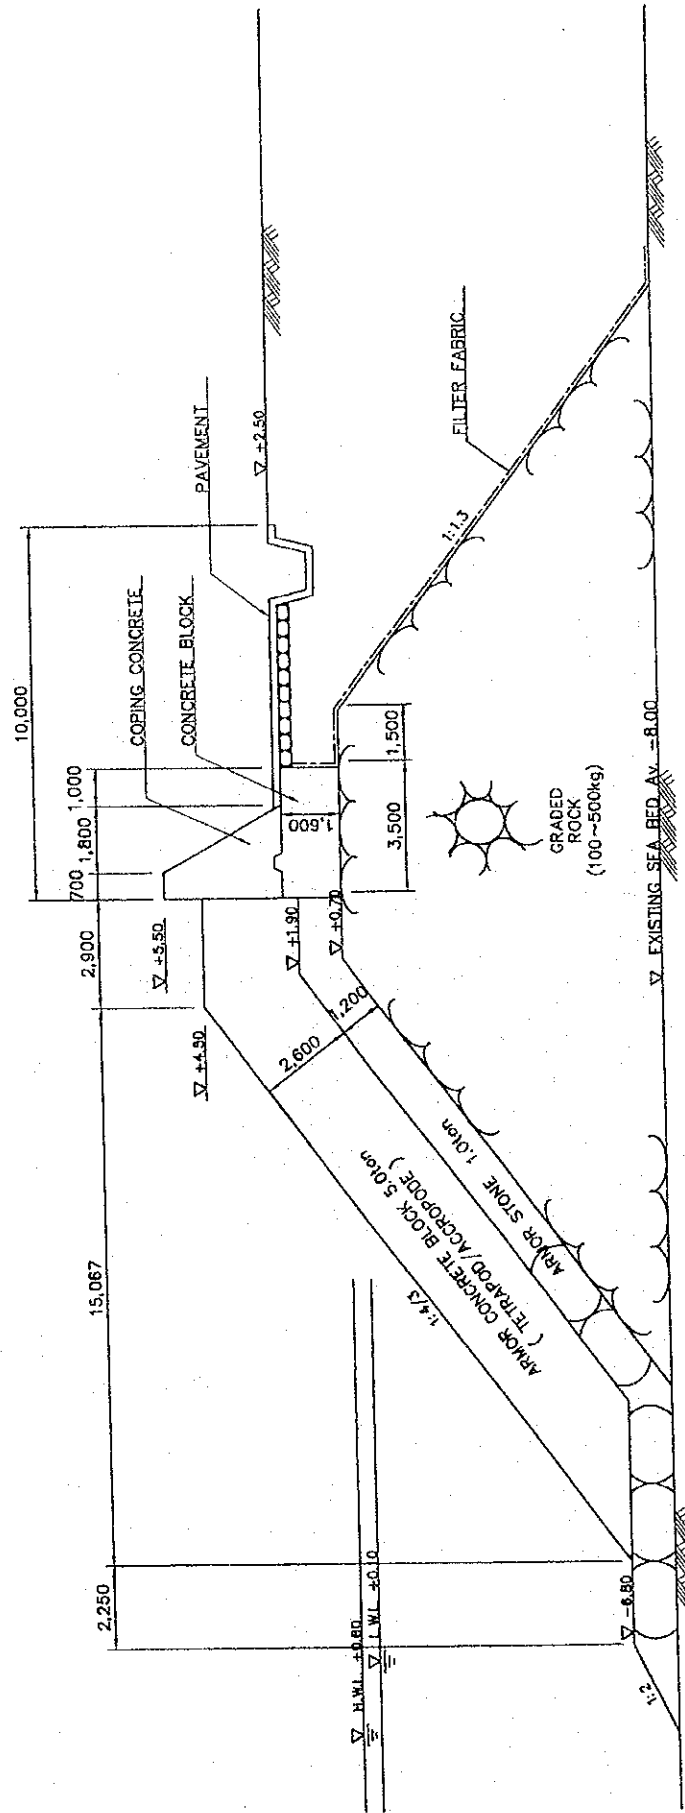 10,000
2,250
15,067
2,900
700
1,800
1,000
COPING CONCRETE
CONCRETE BLOCK
PAVEMENT
▽ +5.50
▽ +2.50
▽ +1.90
▽ +0.70
1,600
3,500
1,500
2,600
1,200
1:4/3
ARMOR CONCRETE BLOCK 5.0ton
( TETRAPOD/ACCROPODE )
ARMOR STONE 1.0ton
GRADED
ROCK
(100~500kg)
FILTER FABRIC
1:1.3
▽ H.W.L +0.80
▽ L.W.L +0.10
▽ -6.80
1:2
▽ EXISTING SEA BED AV. -8.00